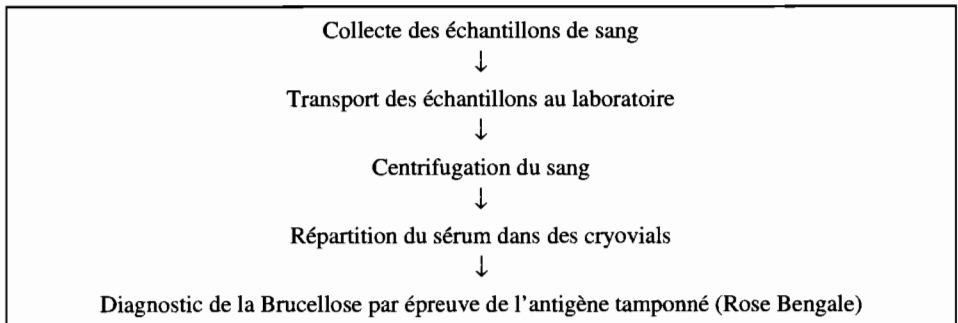 Collecte des échantillons de sang
↓
Transport des échantillons au laboratoire
↓
Centrifugation du sang
↓
Répartition du sérum dans des cryovials
↓
Diagnostic de la Brucellose par épreuve de l'antigène tamponné (Rose Bengale)